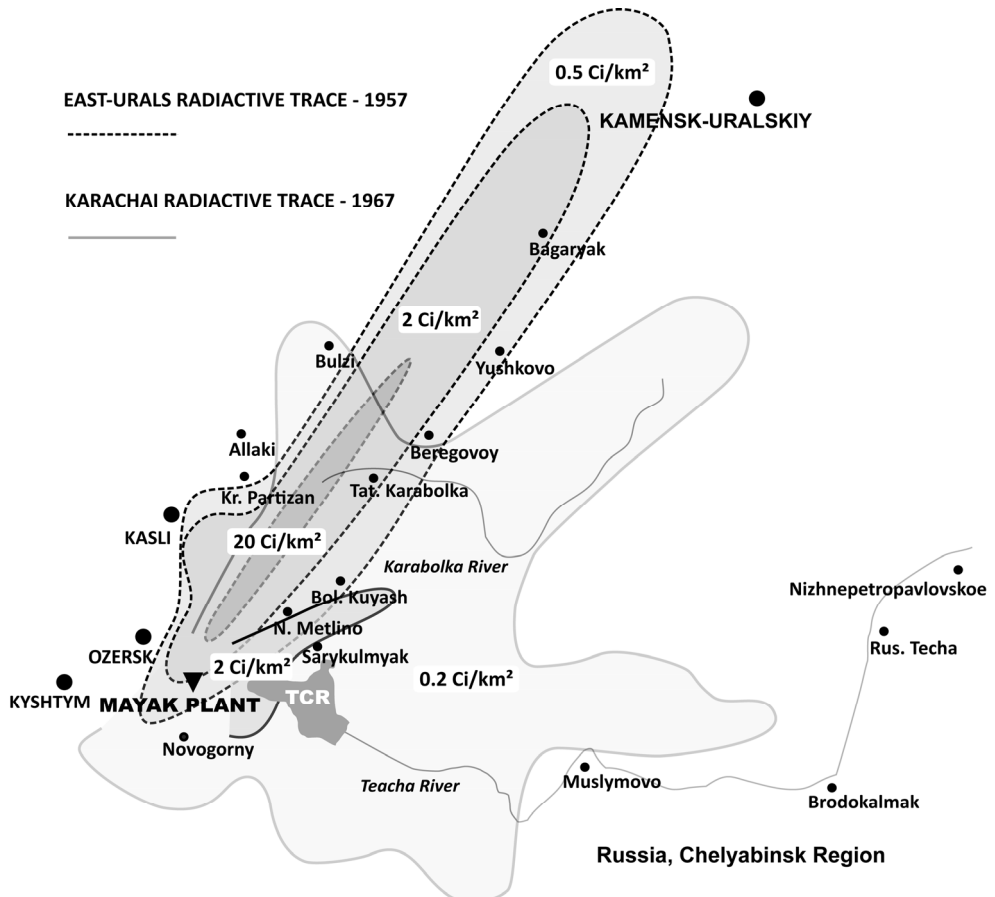 0.5 Ci/km²
EAST-URALS RADIACTIVE TRACE - 1957
KAMENSK-URALSKIY
KARACHAI RADIACTIVE TRACE - 1967
Bagaryak
2 Ci/km²
Bulzi
Yushkovo
Allaki
Beregovoy
Kr. Partizan
Tat. Karabolka
KASLI
20 Ci/km²
Karabolka River
Nizhnepetropavlovskoe
Bol. Kuyash
N. Metlino
Rus. Techa
OZERSK
Sarykulmyak
2 Ci/km²
0.2 Ci/km²
KYSHTYM
MAYAK PLANT
TCR
Novogorny
Teacha River
Muslymovo
Brodokalmak
Russia, Chelyabinsk Region